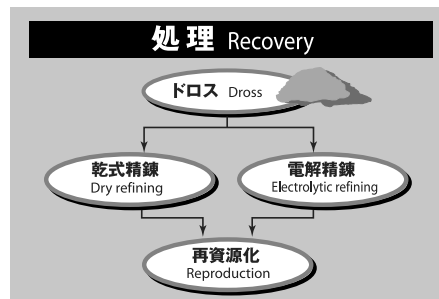 処理 Recovery
ドロス Dross
乾式精錬
Dry refining
電解精錬
Electrolytic refining
再資源化
Reproduction